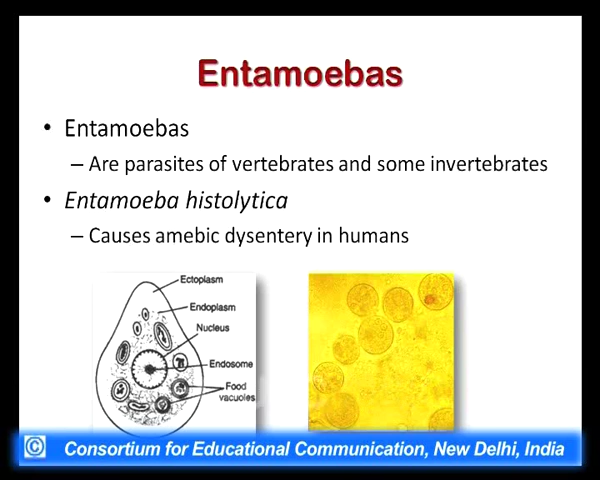 Entamoebas
• Entamoebas
– Are parasites of vertebrates and some invertebrates
• Entamoeba histolytica
– Causes amebic dysentery in humans
Ectoplasm
Endoplasm
Nucleus
Endosome
Food
vacuoles
© Consortium for Educational Communication, New Delhi, India